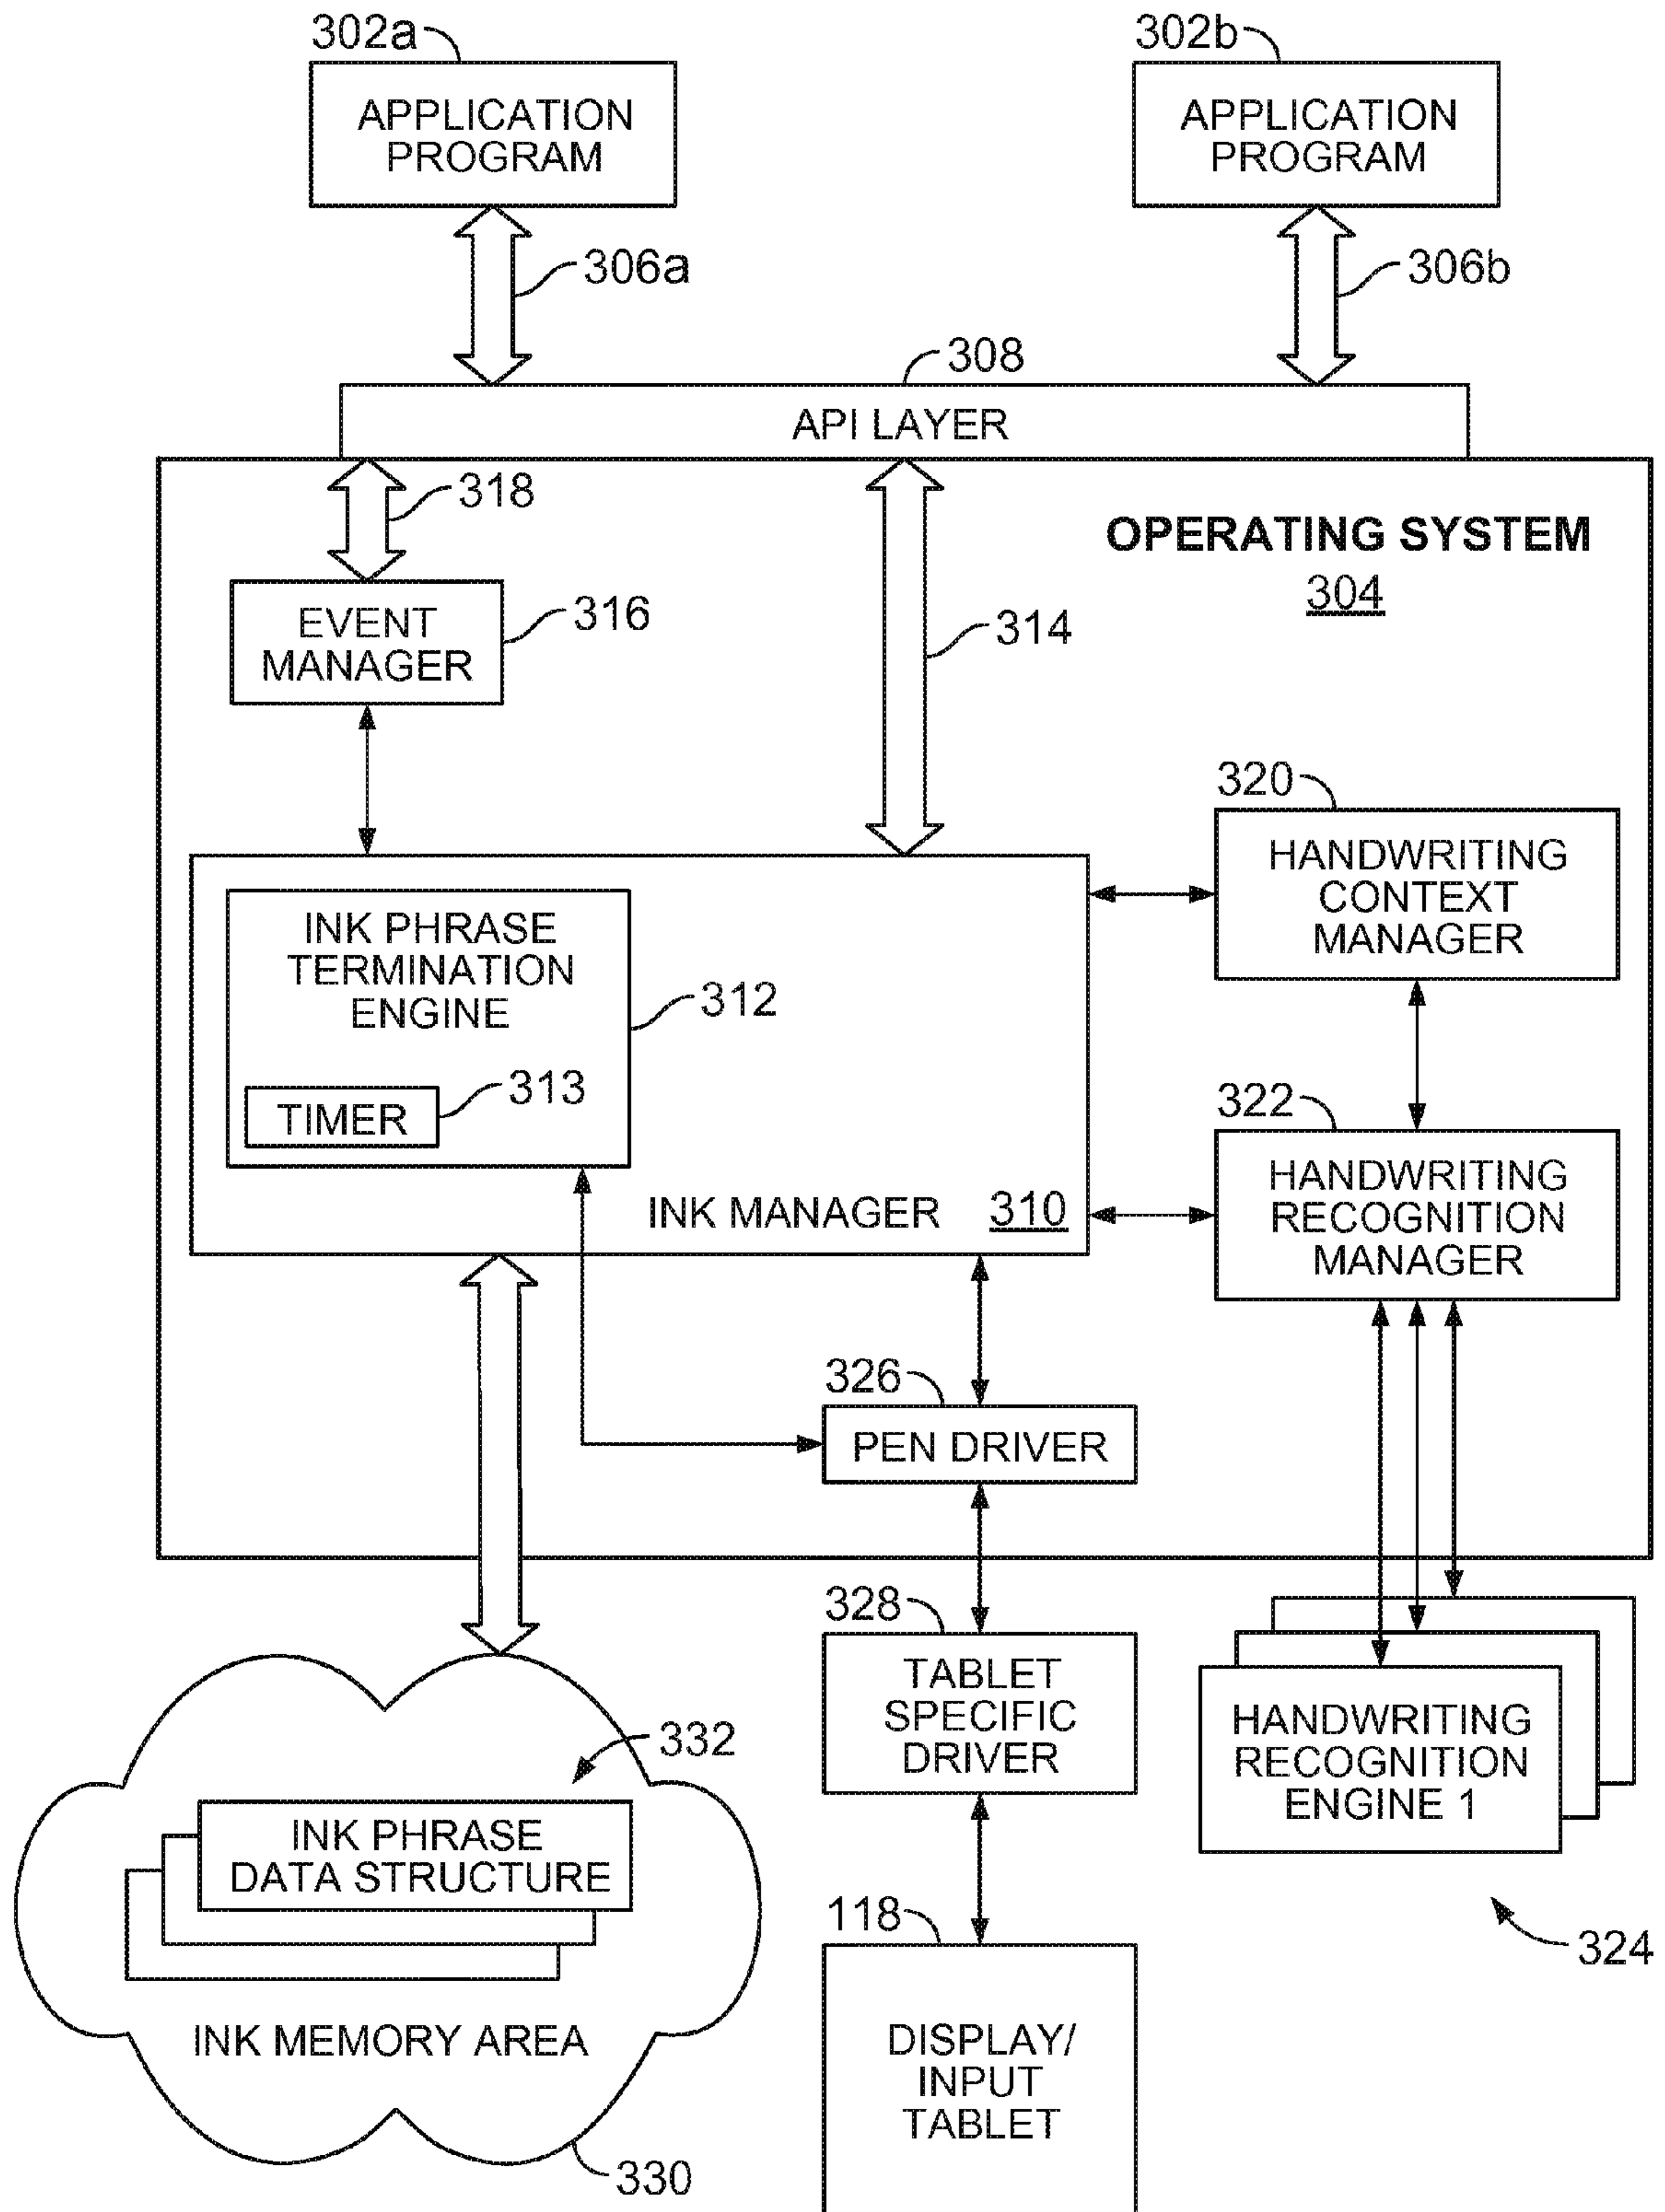 302a
302b
APPLICATION
PROGRAM
APPLICATION
PROGRAM
306a
306b
308
API LAYER
318
OPERATING SYSTEM
304
EVENT
MANAGER
316
314
320
HANDWRITING
CONTEXT
MANAGER
INK PHRASE
TERMINATION
ENGINE
312
TIMER
313
322
HANDWRITING
RECOGNITION
MANAGER
INK MANAGER 310
326
PEN DRIVER
328
TABLET
SPECIFIC
DRIVER
HANDWRITING
RECOGNITION
ENGINE 1
324
332
INK PHRASE
DATA STRUCTURE
INK MEMORY AREA
330
118
DISPLAY/
INPUT
TABLET